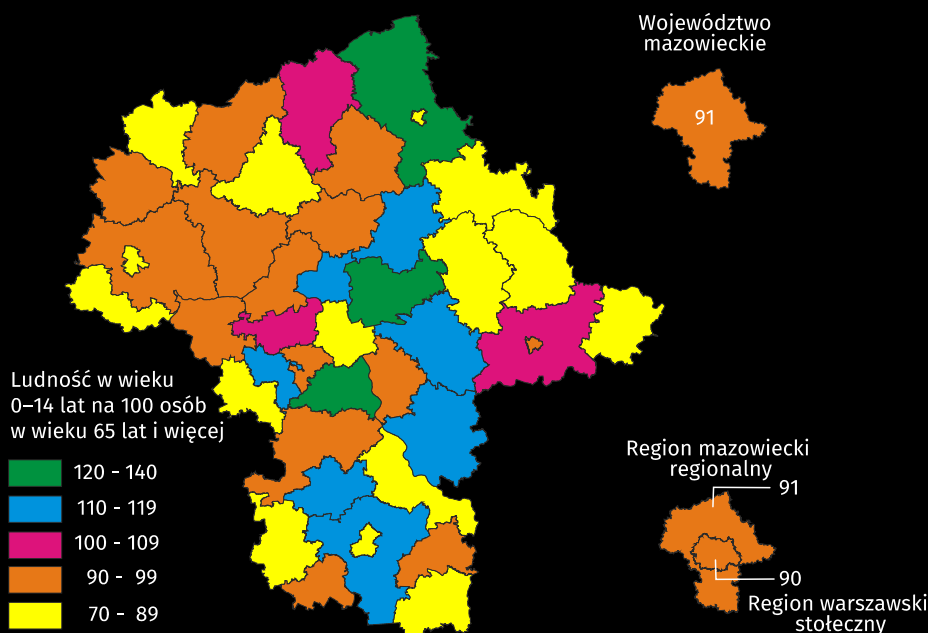 Województwo
mazowieckie
91
Ludność w wieku
0–14 lat na 100 osób
w wieku 65 lat i więcej
120 - 140
110 - 119
100 - 109
90 - 99
70 - 89
Region mazowiecki
regionalny
91
90
Region warszawski
stołeczny